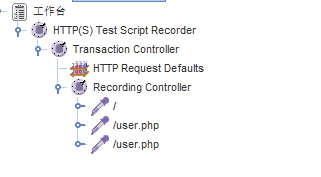 工作台
HTTP(S) Test Script Recorder
Transaction Controller
HTTP Request Defaults
Recording Controller
/
/user.php
/user.php